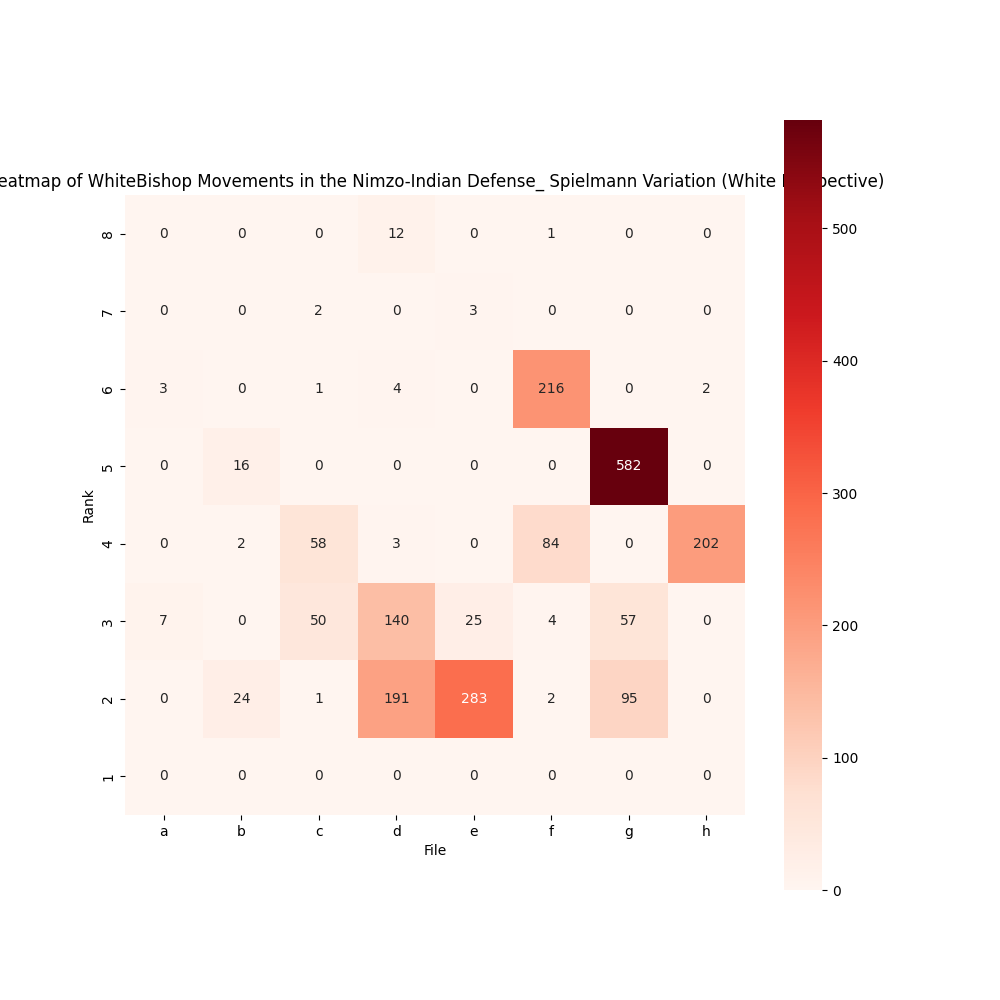 eatmap of WhiteBishop Movements in the Nimzo-Indian Defense_ Spielmann Variation (White pective)
8 0 0 0 12 0 1 0 0
500
7 0 0 2 0 3 0 0 0
400
6 3 0 1 4 0 216 0 2
5 0 16 0 0 0 0 582 0
300
Rank
4 0 2 58 3 0 84 0 202
200
3 7 0 50 140 25 4 57 0
2 0 24 1 191 283 2 95 0
100
1 0 0 0 0 0 0 0 0
a b c d e f g h
File
0